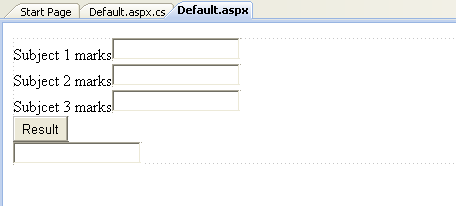 Start Page Default.aspx.cs Default.aspx
Subject 1 marks
Subject 2 marks
Subjcet 3 marks
Result